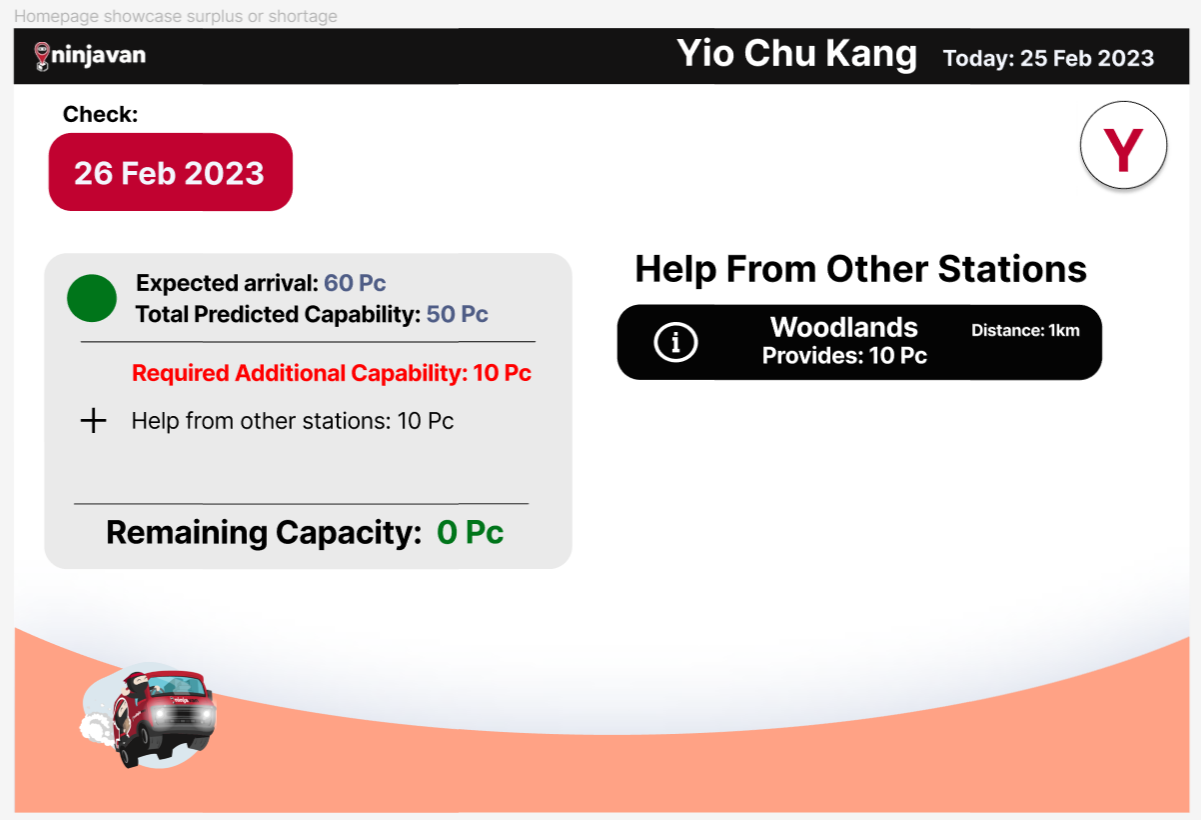 Homepage showcase surplus or shortage
ninjavan
Yio Chu Kang
Today: 25 Feb 2023
Check:
26 Feb 2023
Y
Expected arrival: 60 Pc
Total Predicted Capability: 50 Pc
Required Additional Capability: 10 Pc
+ Help from other stations: 10 Pc
Remaining Capacity: 0 Pc
Help From Other Stations
i
Woodlands
Distance: 1km
Provides: 10 Pc